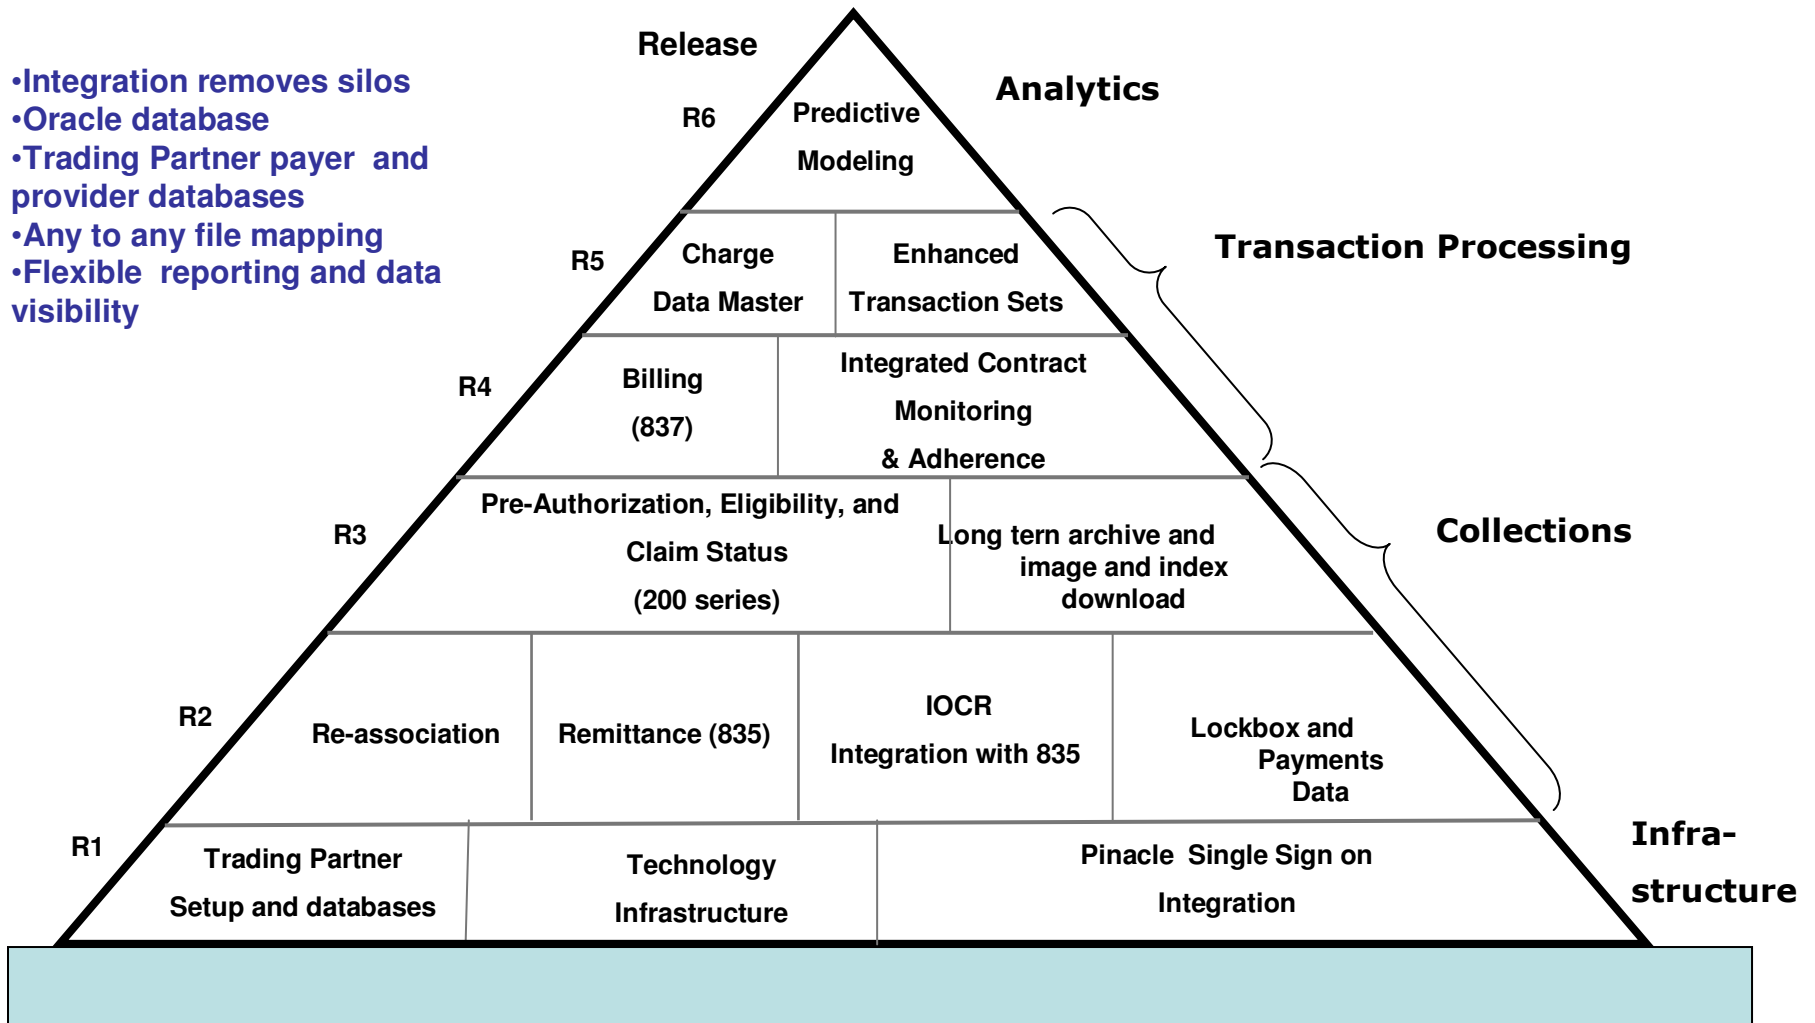 •Integration removes silos
•Oracle database
•Trading Partner payer and
provider databases
•Any to any file mapping
•Flexible reporting and data
visibility
Release
R6
Predictive
Modeling
Analytics
R5
Charge
Data Master
Enhanced
Transaction Sets
Transaction Processing
R4
Billing
(837)
Integrated Contract
Monitoring
& Adherence
R3
Pre-Authorization, Eligibility, and
Claim Status
(200 series)
Long tern archive and
image and index
download
Collections
R2
Re-association
Remittance (835)
IOCR
Integration with 835
Lockbox and
Payments
Data
R1
Trading Partner
Setup and databases
Technology
Infrastructure
Pinacle Single Sign on
Integration
Infra-
structure